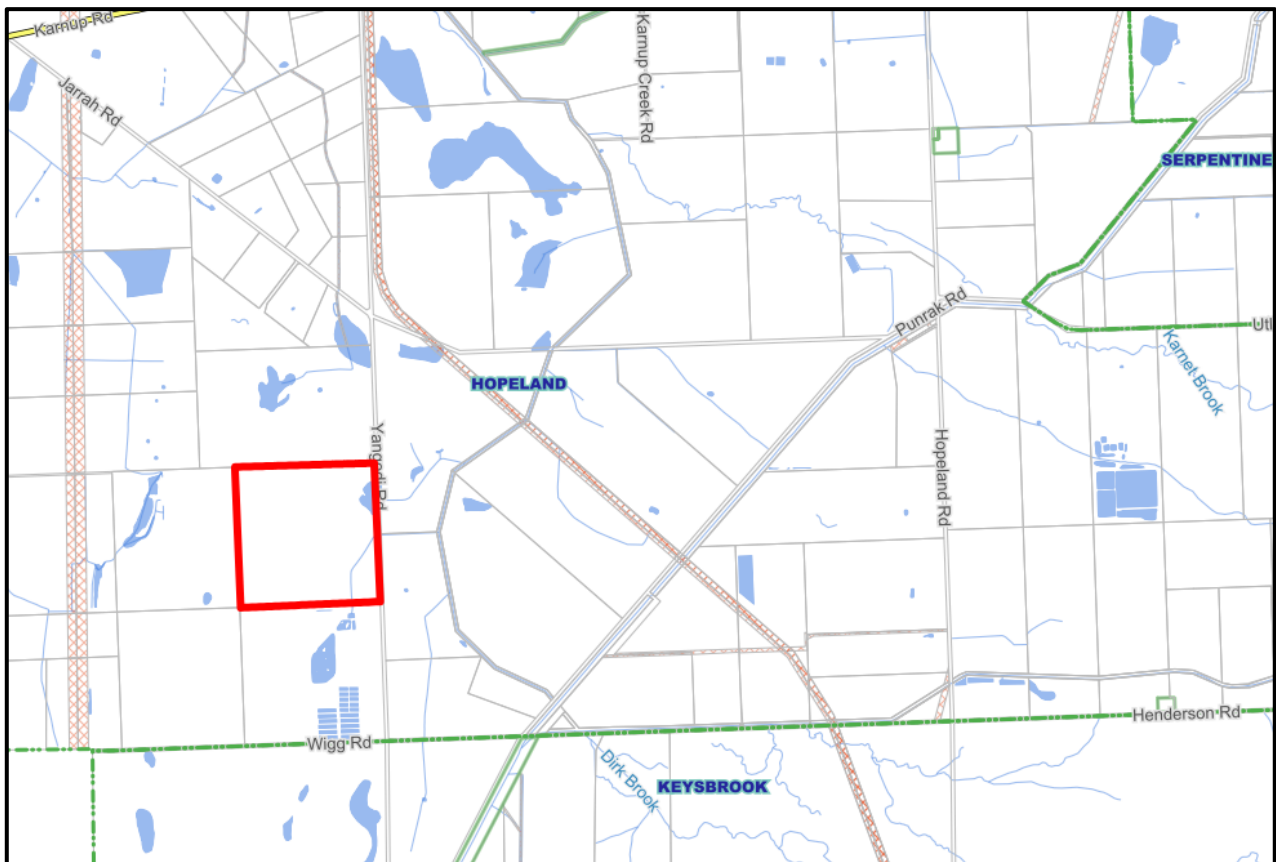 Karnup Rd
Jarrah Rd
Karnup Creek Rd
SERPENTINE
Punrak Rd
Utl
Karnet Brook
HOPELAND
Yangedi Rd
Hopeland Rd
Henderson Rd
Wigg Rd
Dirk Brook
KEYSBROOK